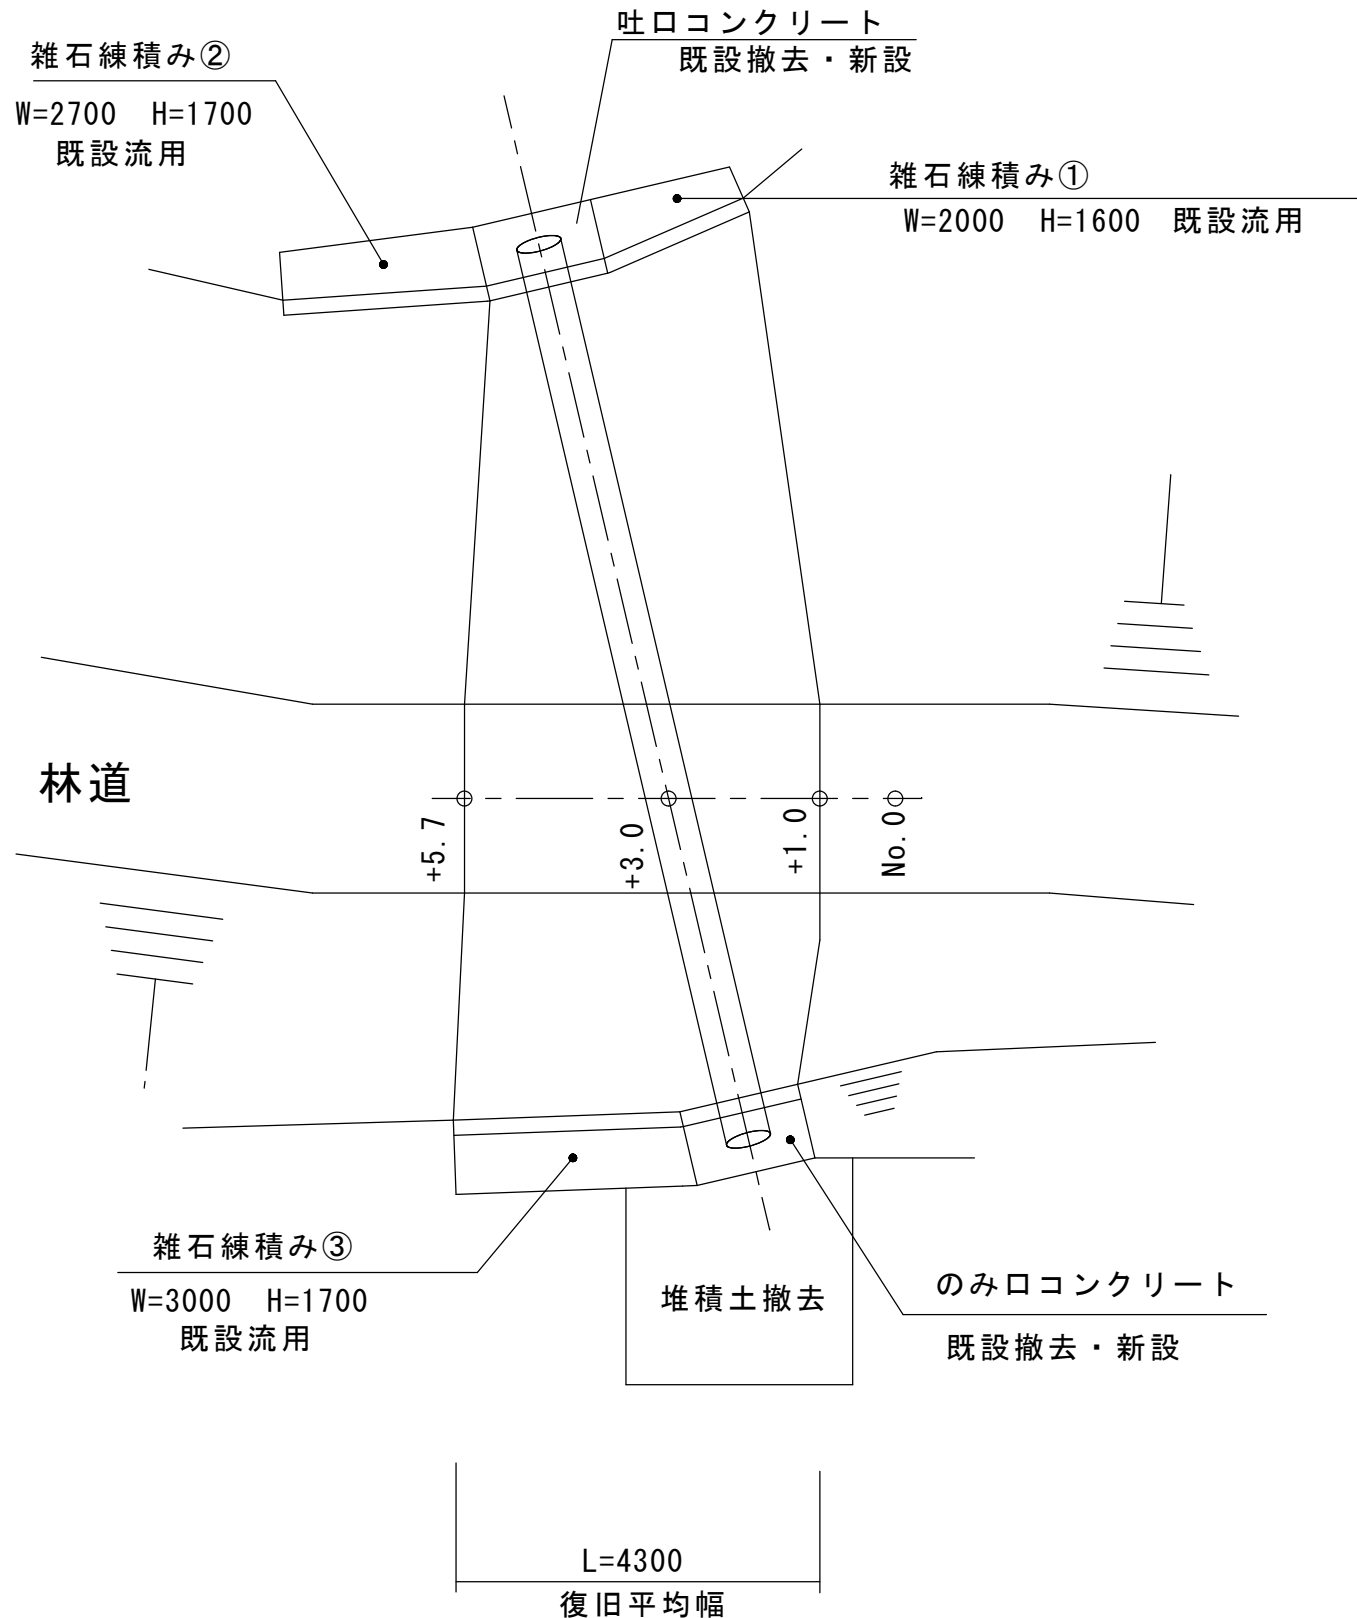 吐口コンクリート
既設撤去・新設
雑石練積み②
W=2700 H=1700
既設流用
雑石練積み①
W=2000 H=1600 既設流用
林道
+5.7
+3.0
+1.0
No.0
雑石練積み③
W=3000 H=1700
既設流用
堆積土撤去
のみ口コンクリート
既設撤去・新設
L=4300
復旧平均幅